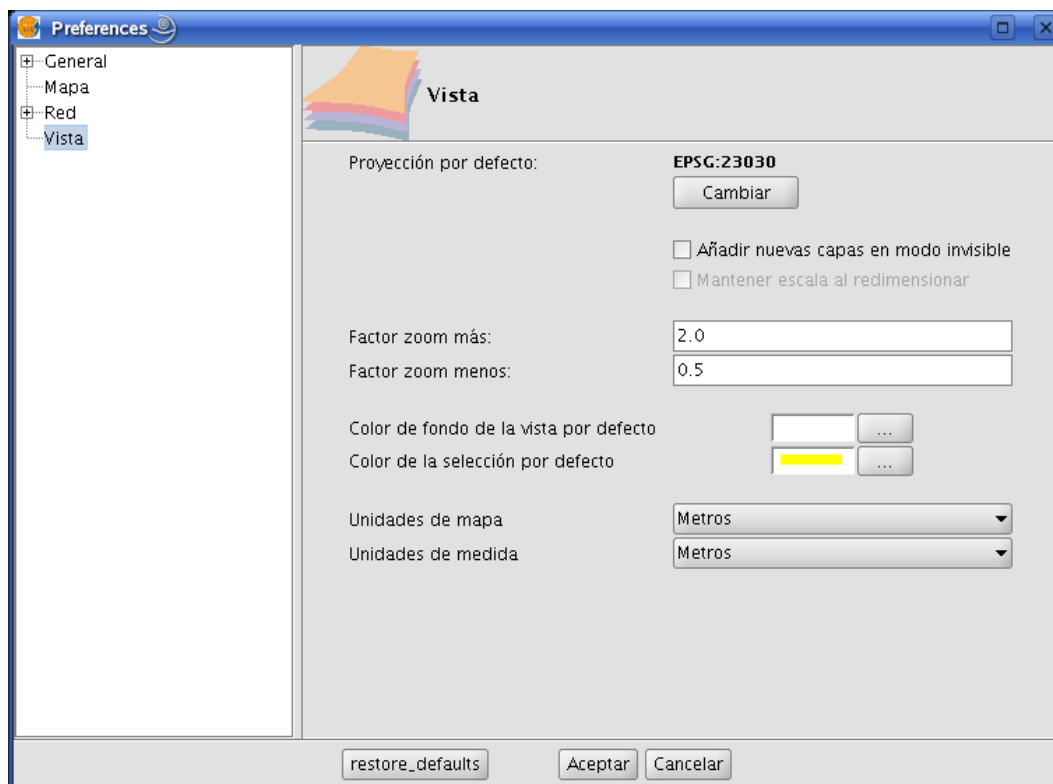 Preferences
General
Mapa
Red
Vista
Vista
Proyección por defecto:
EPSG:23030
Cambiar
Añadir nuevas capas en modo invisible
Mantener escala al redimensionar
Factor zoom más:
2.0
Factor zoom menos:
0.5
Color de fondo de la vista por defecto
...
Color de la selección por defecto
...
Unidades de mapa
Metros
Unidades de medida
Metros
restore_defaults
Aceptar
Cancelar